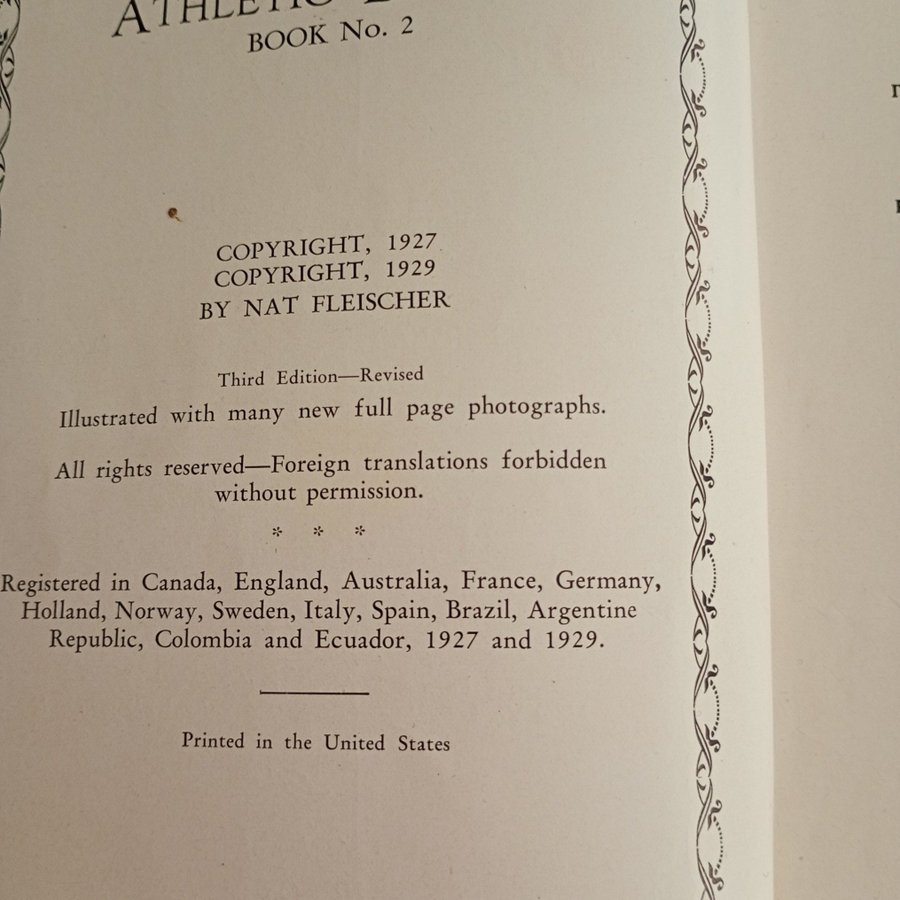 ATHLETIC
BOOK No. 2
COPYRIGHT, 1927
COPYRIGHT, 1929
BY NAT FLEISCHER
Third Edition—Revised
Illustrated with many new full page photographs.
All rights reserved—Foreign translations forbidden
without permission.
* * *
Registered in Canada, England, Australia, France, Germany,
Holland, Norway, Sweden, Italy, Spain, Brazil, Argentine
Republic, Colombia and Ecuador, 1927 and 1929.
Printed in the United States